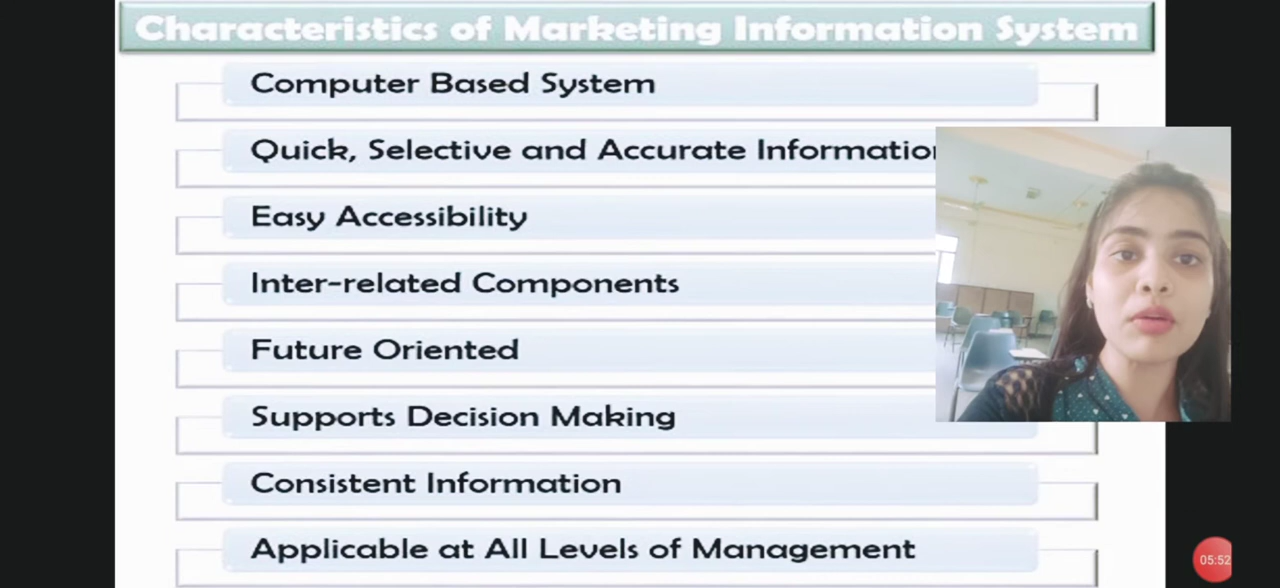 Characteristics of Marketing Information System
Computer Based System
Quick, Selective and Accurate Informatio
Easy Accessibility
Inter-related Components
Future Oriented
Supports Decision Making
Consistent Information
Applicable at All Levels of Management
05:52